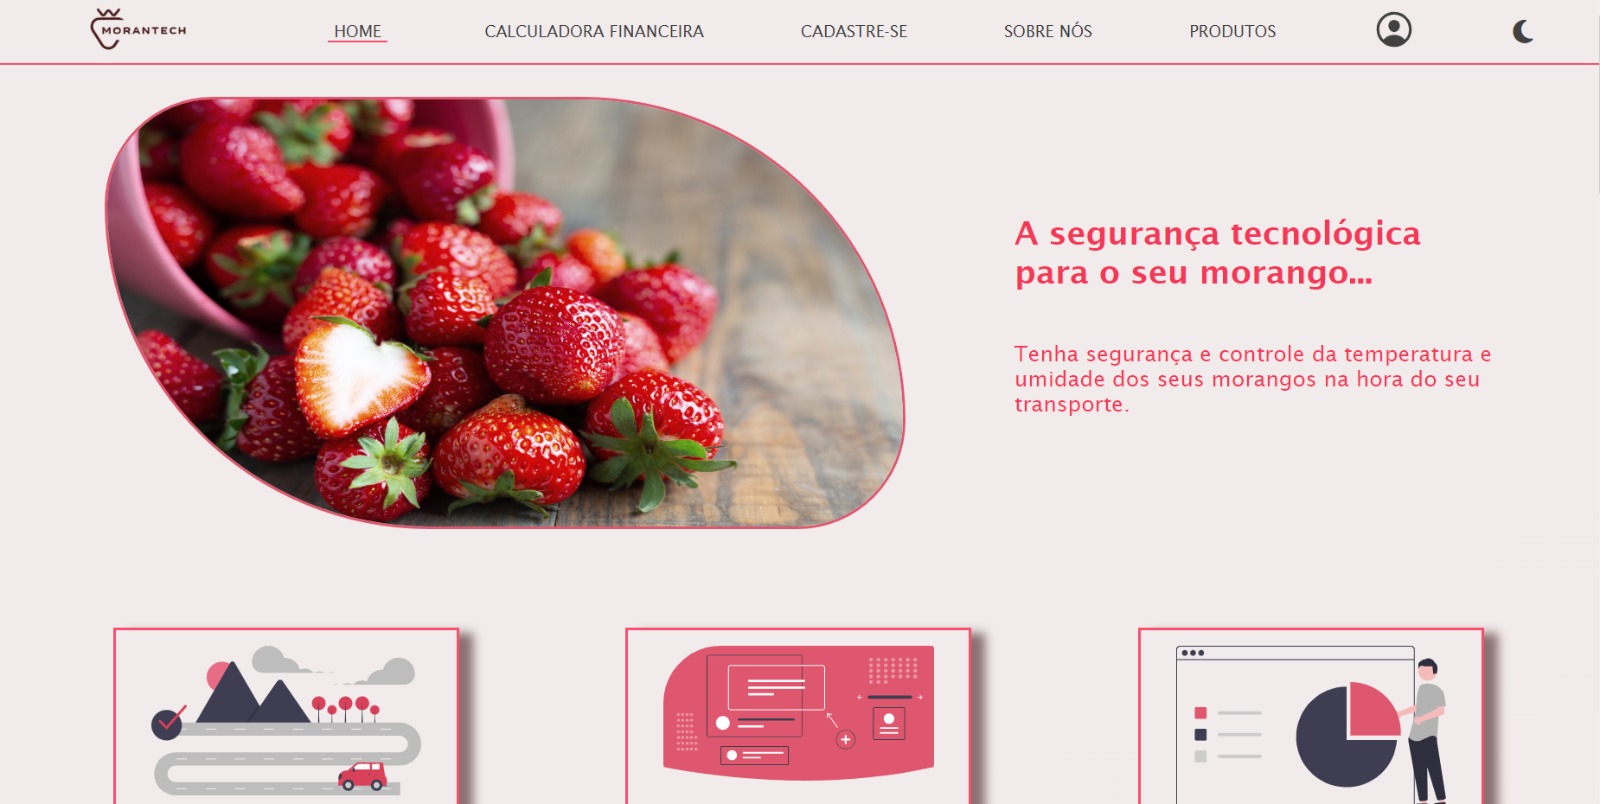 MORANTECH
HOME
CALCULADORA FINANCEIRA
CADASTRE-SE
SOBRE NÓS
PRODUTOS
A segurança tecnológica
para o seu morango...
Tenha segurança e controle da temperatura e
umidade dos seus morangos na hora do seu
transporte.